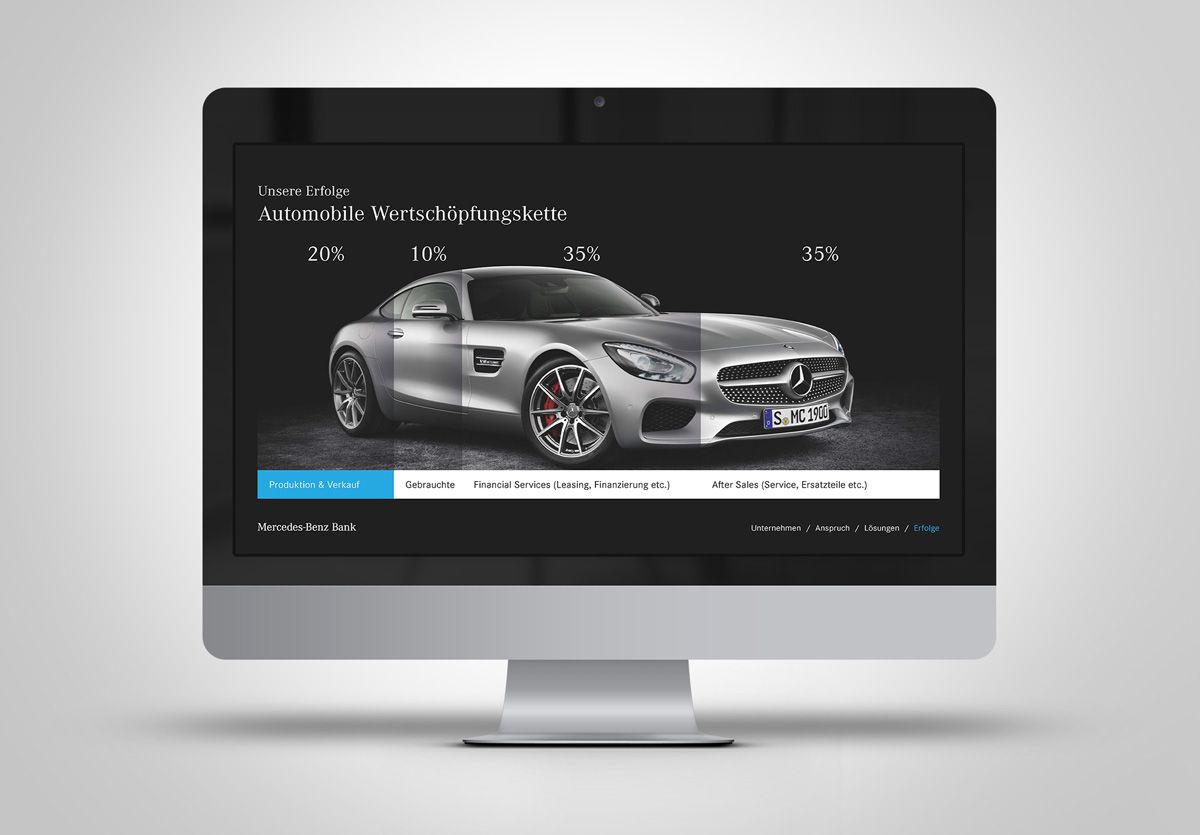 Unsere Erfolge
Automobile Wertschöpfungskette
20% 10% 35% 35%
S MC 1900
Produktion & Verkauf Gebrauchte Financial Services (Leasing, Finanzierung etc.) After Sales (Service, Ersatzteile etc.)
Mercedes-Benz Bank
Unternehmen / Anspruch / Lösungen / Erfolge